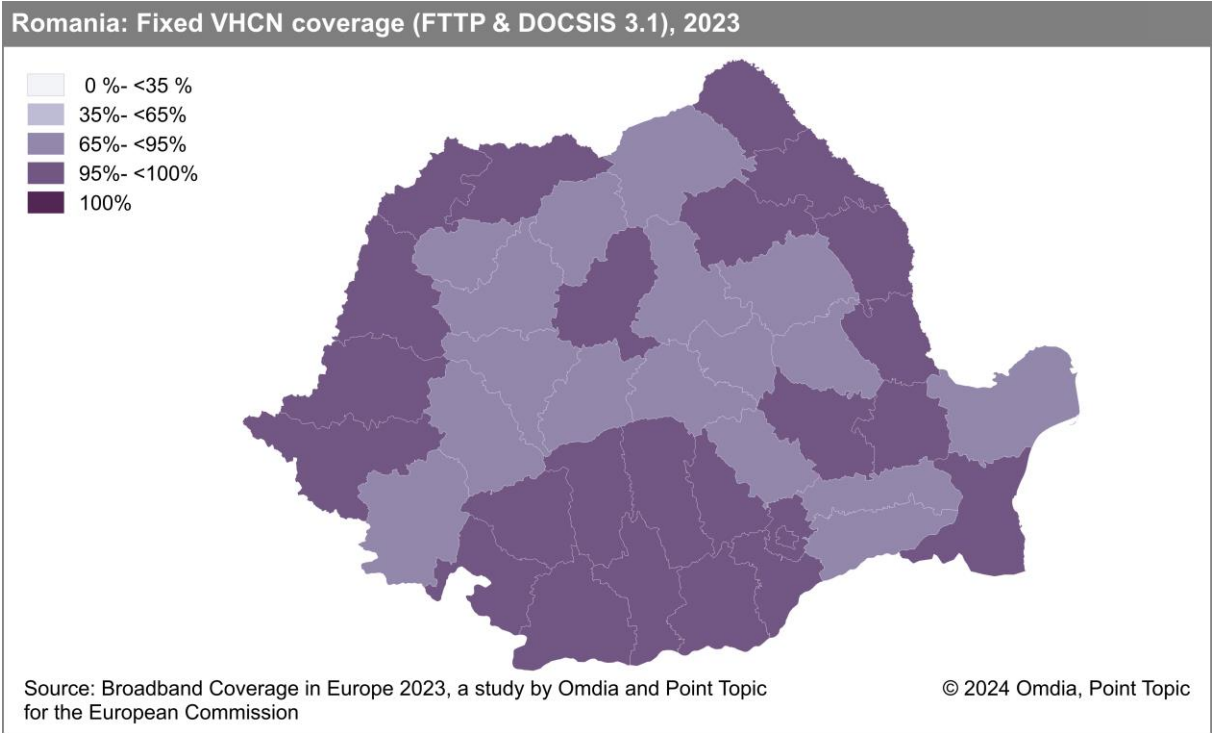 Romania: Fixed VHCN coverage (FTTP & DOCSIS 3.1), 2023
0 %- <35 %
35%- <65%
65%- <95%
95%- <100%
100%
Source: Broadband Coverage in Europe 2023, a study by Omdia and Point Topic
for the European Commission
© 2024 Omdia, Point Topic